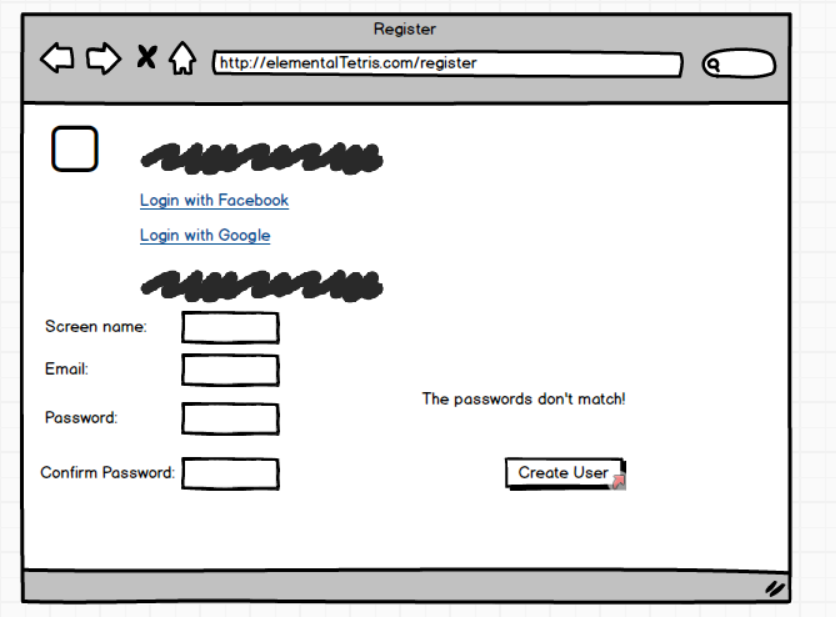 Register
http://elementalTetris.com/register
Login with Facebook
Login with Google
Screen name:
Email:
The passwords don't match!
Password:
Confirm Password:
Create User